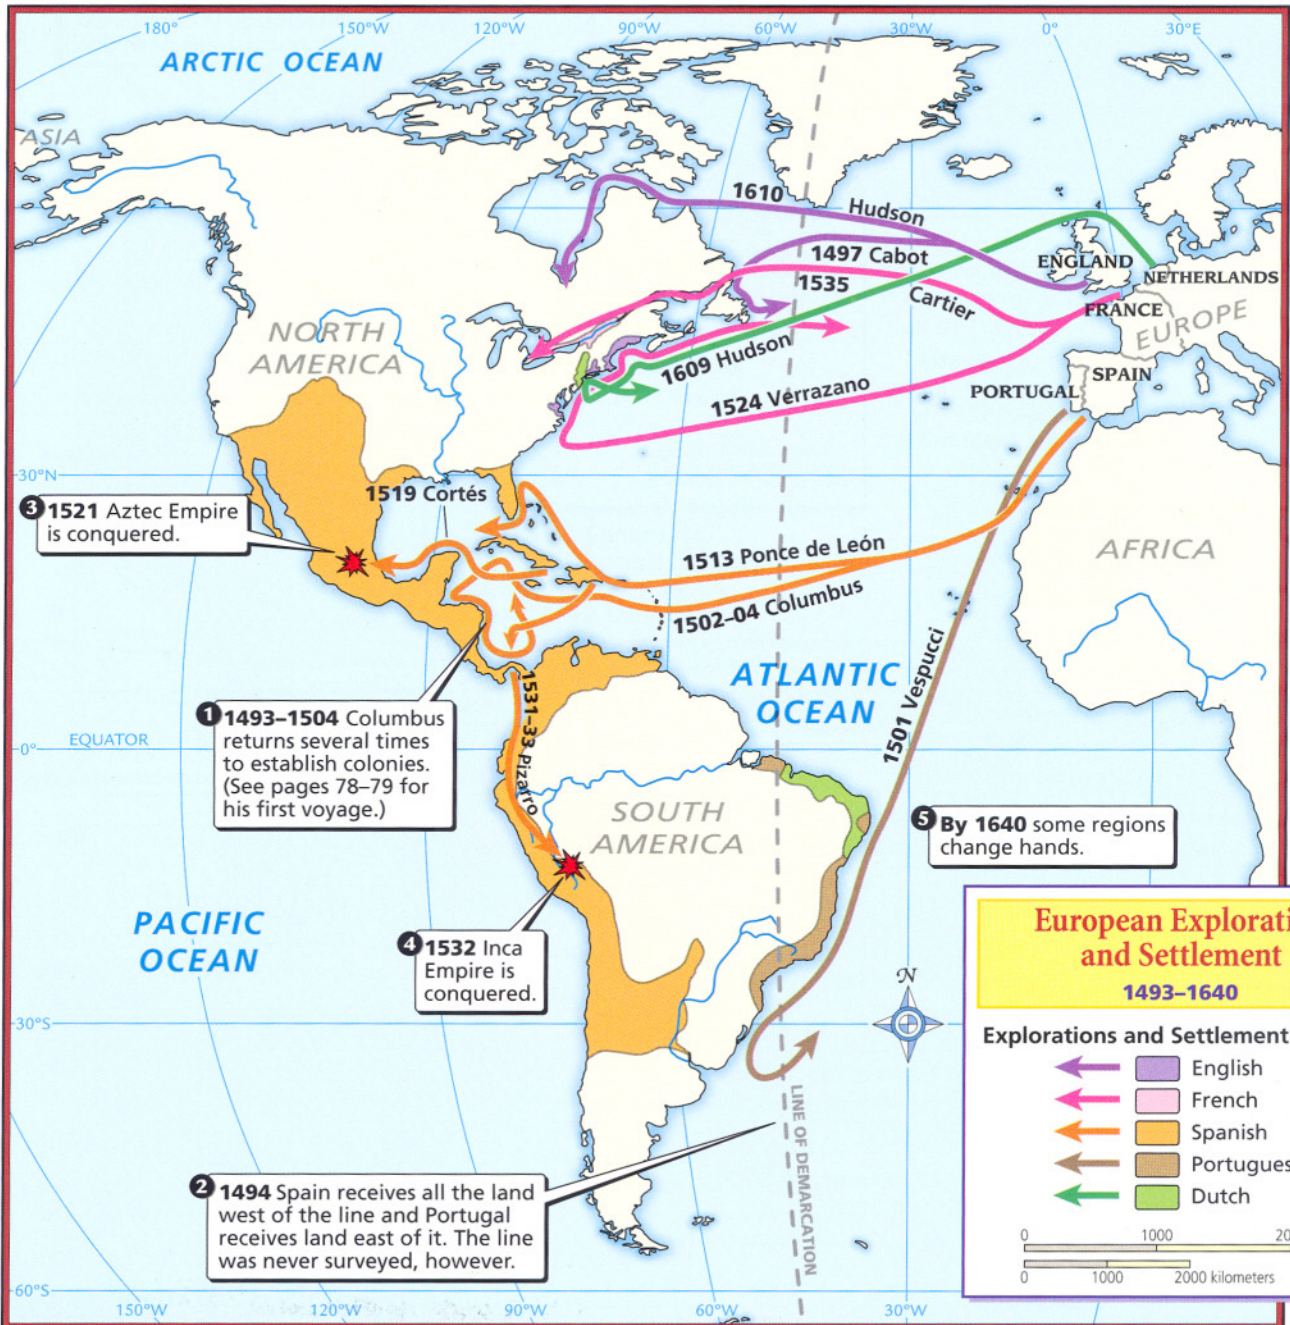 180°
150°W
120°W
90°W
60°W
30°W
0°
30°E
ARCTIC OCEAN
ASIA
1610 Hudson
1497 Cabot
1535 Cartier
ENGLAND
NETHERLANDS
FRANCE
EUROPE
NORTH
AMERICA
1609 Hudson
1524 Verrazano
PORTUGAL
SPAIN
30°N
1519 Cortés
3 1521 Aztec Empire
is conquered.
1513 Ponce de León
AFRICA
1502–04 Columbus
ATLANTIC
OCEAN
1501 Vespucci
1531–33 Pizarro
1 1493–1504 Columbus
returns several times
to establish colonies.
(See pages 78–79 for
his first voyage.)
0°
EQUATOR
SOUTH
AMERICA
5 By 1640 some regions
change hands.
PACIFIC
OCEAN
4 1532 Inca
Empire is
conquered.
N
30°S
European Explorati
and Settlement
1493–1640
Explorations and Settlement
English
French
Spanish
Portugues
Dutch
0 1000 20
0 1000 2000 kilometers
LINE OF DEMARCATION
2 1494 Spain receives all the land
west of the line and Portugal
receives land east of it. The line
was never surveyed, however.
60°S
150°W
120°W
90°W
60°W
30°W